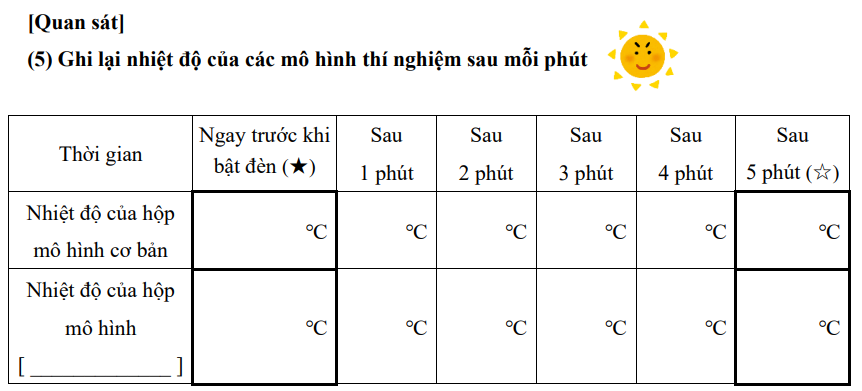 [Quan sát]
(5) Ghi lại nhiệt độ của các mô hình thí nghiệm sau mỗi phút
Thời gian
Ngay trước khi
bật đèn (★)
Sau
1 phút
Sau
2 phút
Sau
3 phút
Sau
4 phút
Sau
5 phút (☆)
Nhiệt độ của hộp
mô hình cơ bản
℃
℃
℃
℃
℃
℃
Nhiệt độ của hộp
mô hình
[ _____________ ]
℃
℃
℃
℃
℃
℃